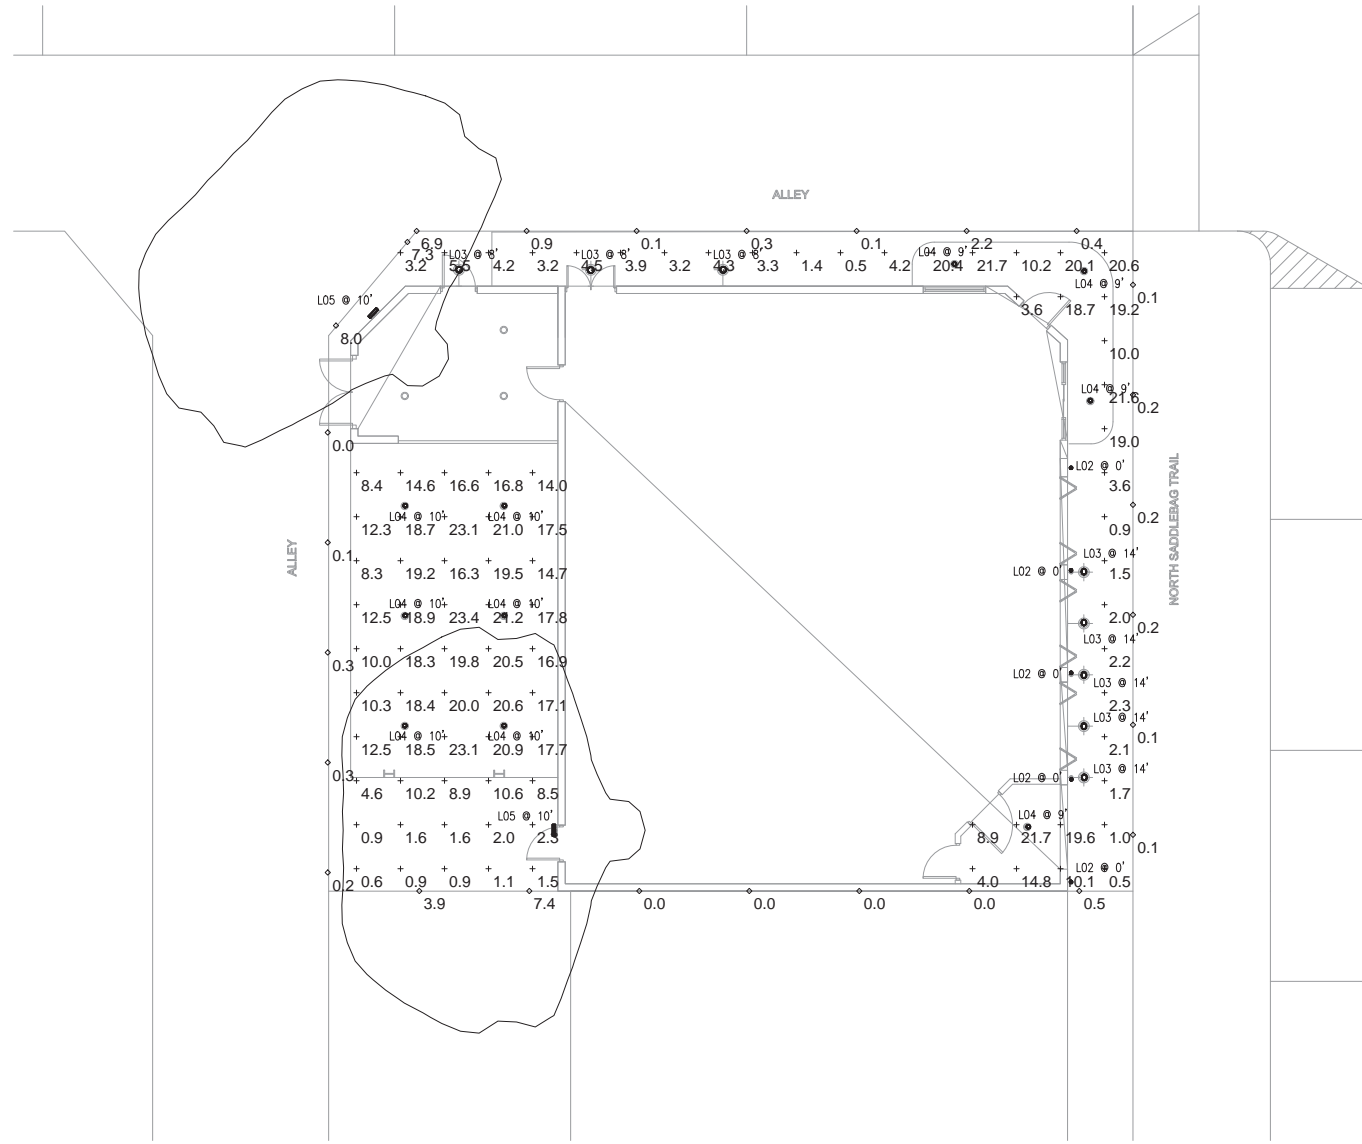 ALLEY
6.9 0.9 0.1 0.3 0.1 2.2 0.4
7.3 L03 @ 8' L03 @ 8' L03 @ 8' L04 @ 9'
3.2 5.5 4.2 3.2 4.5 3.9 3.2 4.3 3.3 1.4 0.5 4.2 20.4 21.7 10.2 20.1 20.6
L04 @ 9'
L05 @ 10' 0.1
3.6 18.7 19.2
8.0
10.0
L04 @ 9'
21.6 0.2
0.0 19.0
L02 @ 0'
8.4 14.6 16.6 16.8 14.0 3.6
L04 @ 10' L04 @ 10' 0.2
12.3 18.7 23.1 21.0 17.5 0.9
ALLEY
NORTH SADDLEBAG TRAIL
0.1 L03 @ 14'
8.3 19.2 16.3 19.5 14.7 L02 @ 0' 1.5
L04 @ 10' L04 @ 10'
12.5 18.9 23.4 21.2 17.8 2.0 0.2
L03 @ 14'
0.3 10.0 18.3 19.8 20.5 16.9 2.2
L02 @ 0' L03 @ 14'
10.3 18.4 20.0 20.6 17.1 2.3
L03 @ 14'
L04 @ 10' L04 @ 10' 0.1
12.5 18.5 23.1 20.9 17.7 2.1
0.3 L02 @ 0' L03 @ 14'
4.6 10.2 8.9 10.6 8.5 1.7
L05 @ 10' L04 @ 9'
0.9 1.6 1.6 2.0 2.3 8.9 21.7 19.6 1.0
0.1
L02 @ 0'
0.2 0.6 0.9 0.9 1.1 1.5 4.0 14.8 10.1 0.5
3.9 7.4 0.0 0.0 0.0 0.0 0.5